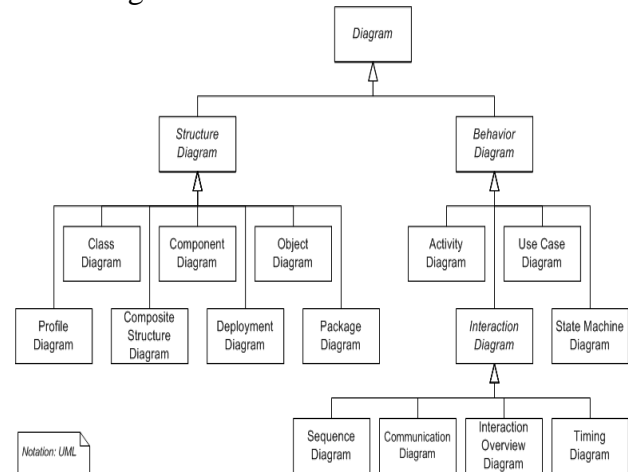 Diagram
Structure
Diagram
Behavior
Diagram
Class
Diagram
Component
Diagram
Object
Diagram
Activity
Diagram
Use Case
Diagram
Profile
Diagram
Composite
Structure
Diagram
Deployment
Diagram
Package
Diagram
Interaction
Diagram
State Machine
Diagram
Sequence
Diagram
Communication
Diagram
Interaction
Overview
Diagram
Timing
Diagram
Notation: UML